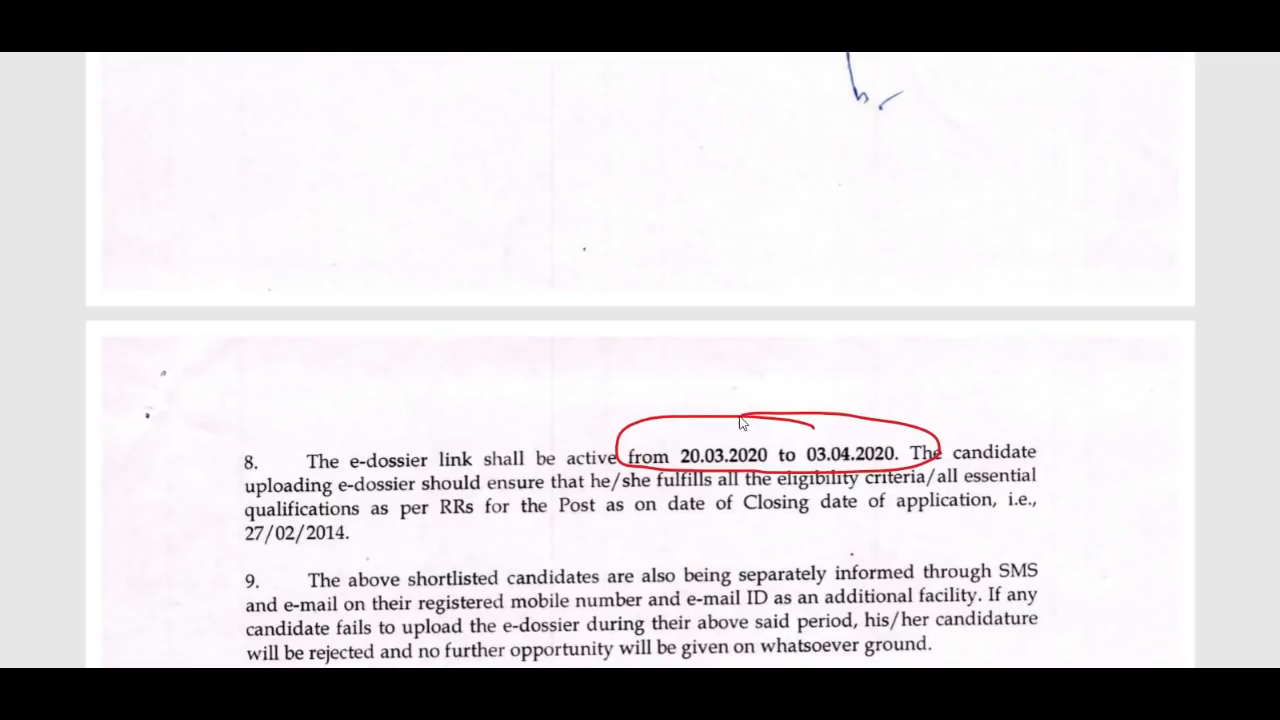 8. The e-dossier link shall be active from 20.03.2020 to 03.04.2020. The candidate
uploading e-dossier should ensure that he/she fulfills all the eligibility criteria/all essential
qualifications as per RRs for the Post as on date of Closing date of application, i.e.,
27/02/2014.
9. The above shortlisted candidates are also being separately informed through SMS
and e-mail on their registered mobile number and e-mail ID as an additional facility. If any
candidate fails to upload the e-dossier during their above said period, his/her candidature
will be rejected and no further opportunity will be given on whatsoever ground.